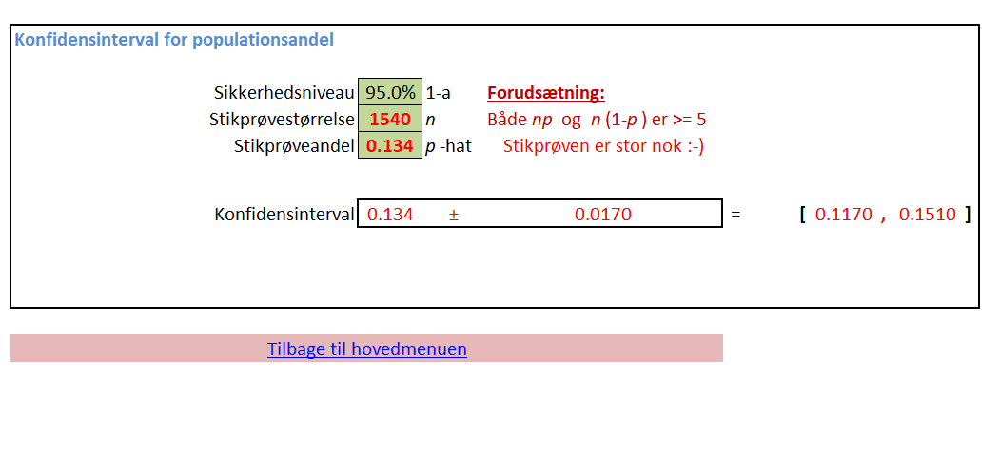 Konfidensinterval for populationsandel
Sikkerhedsniveau 95.0% 1-a Forudsætning:
Stikprøvestørrelse 1540 n Både np og n (1-p ) er >= 5
Stikprøveandel 0.134 p -hat Stikprøven er stor nok :-)
Konfidensinterval 0.134 ± 0.0170 = [ 0.1170 , 0.1510 ]
Tilbage til hovedmenuen